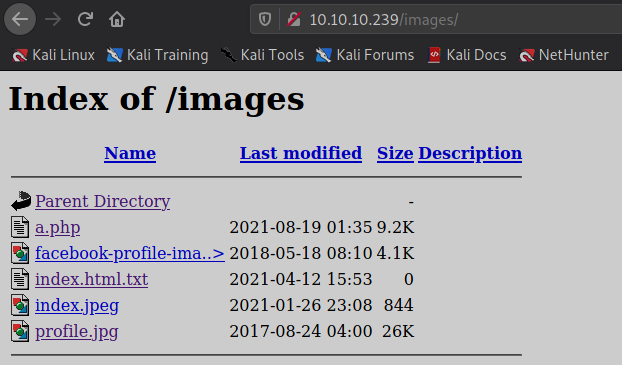 10.10.10.239/images/
Kali Linux Kali Training Kali Tools Kali Forums Kali Docs NetHunter
Index of /images
Name Last modified Size Description
Parent Directory -
a.php 2021-08-19 01:35 9.2K
facebook-profile-ima..> 2018-05-18 08:10 4.1K
index.html.txt 2021-04-12 15:53 0
index.jpeg 2021-01-26 23:08 844
profile.jpg 2017-08-24 04:00 26K